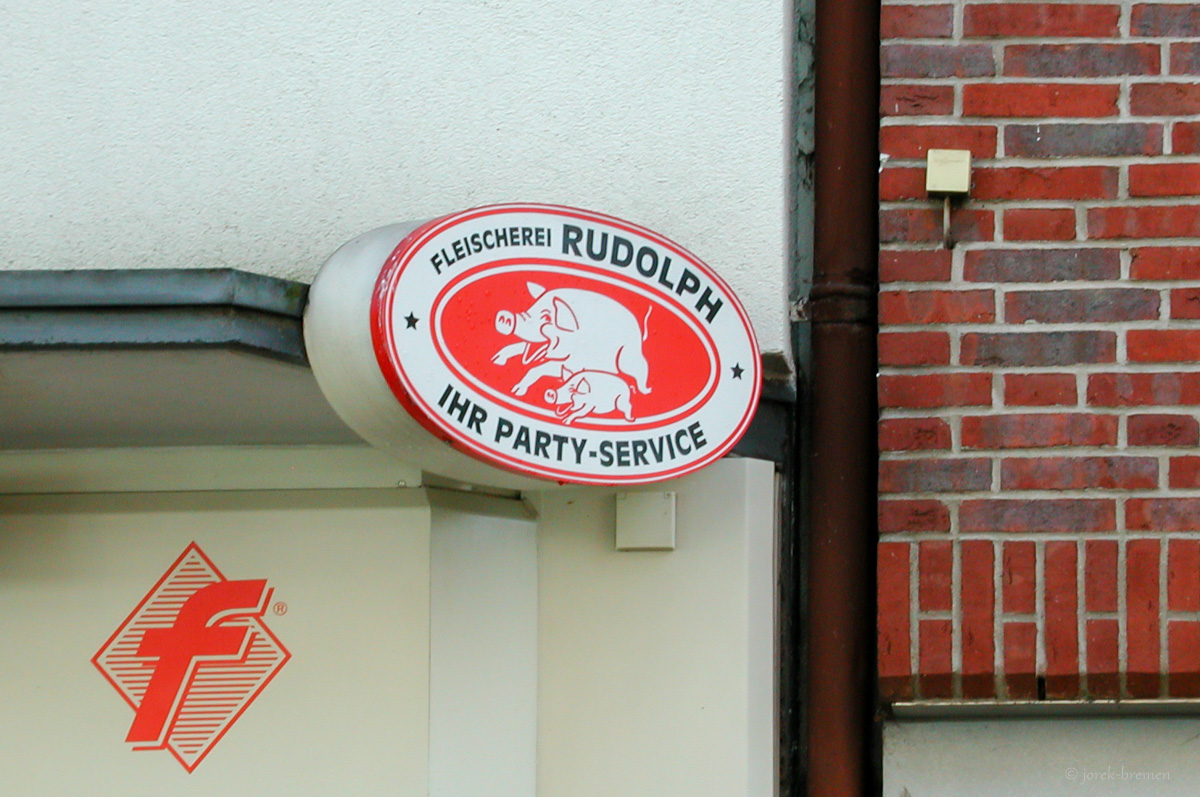 FLEISCHEREI RUDOLPH
IHR PARTY-SERVICE
f®
© jorek-bremen